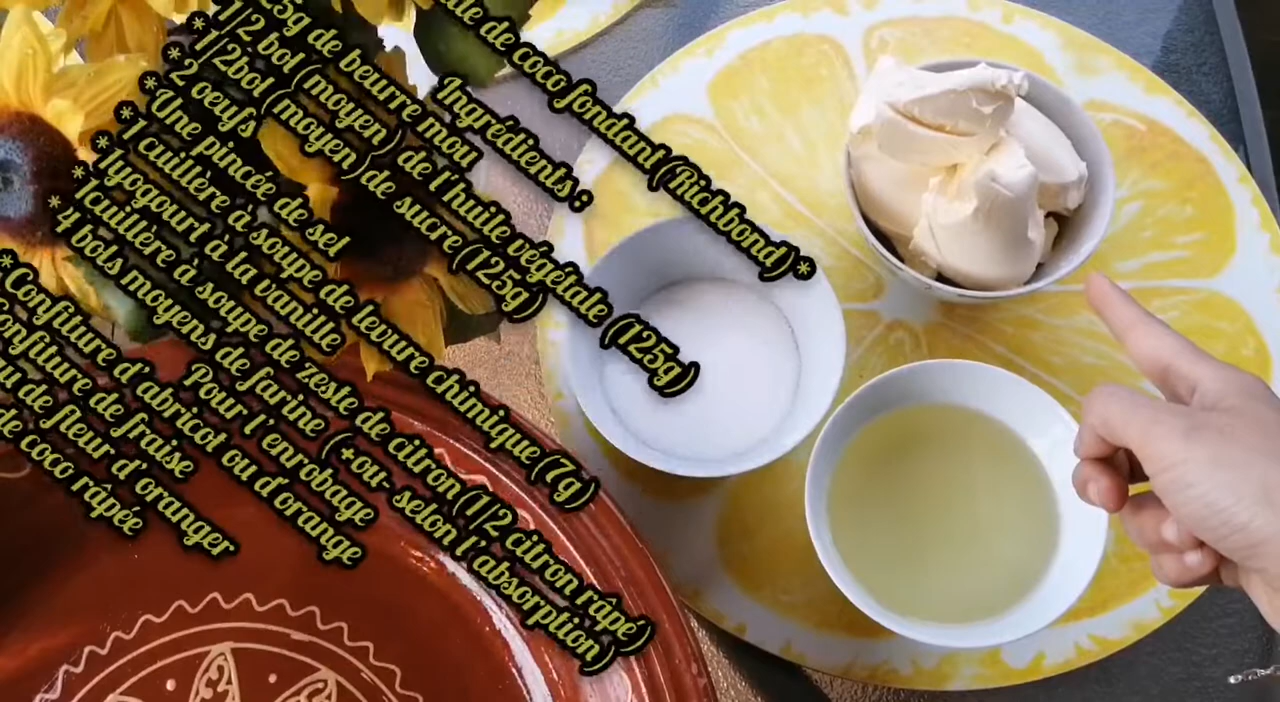 de coco fondant (Richbond)*
Ingrédients :
de beurre mou
*1/2 bol (moyen) de l'huile végétale (125g)
*1/2bol (moyen)de sucre (125g)
*2 oeufs
*Une pincée de sel
*1 cuillère à soupe de levure chimique (7g)
*1yogourt à la vanille
*1cuillère à soupe de zeste de citron(1/2 citron râpé)
*4 bols moyens de farine (+ou- selon l'absorption)
Pour l'enrobage
*Confiture d'abricot ou d'orange
confiture de fraise
de fleur d'oranger
de coco râpée